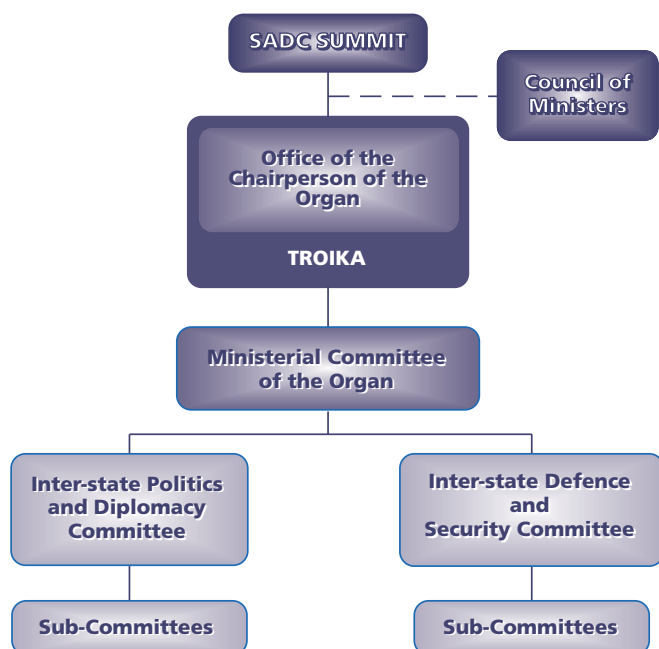 SADC SUMMIT
Council of
Ministers
Office of the
Chairperson of the
Organ
TROIKA
Ministerial Committee
of the Organ
Inter-state Politics
and Diplomacy
Committee
Inter-state Defence
and
Security Committee
Sub-Committees
Sub-Committees